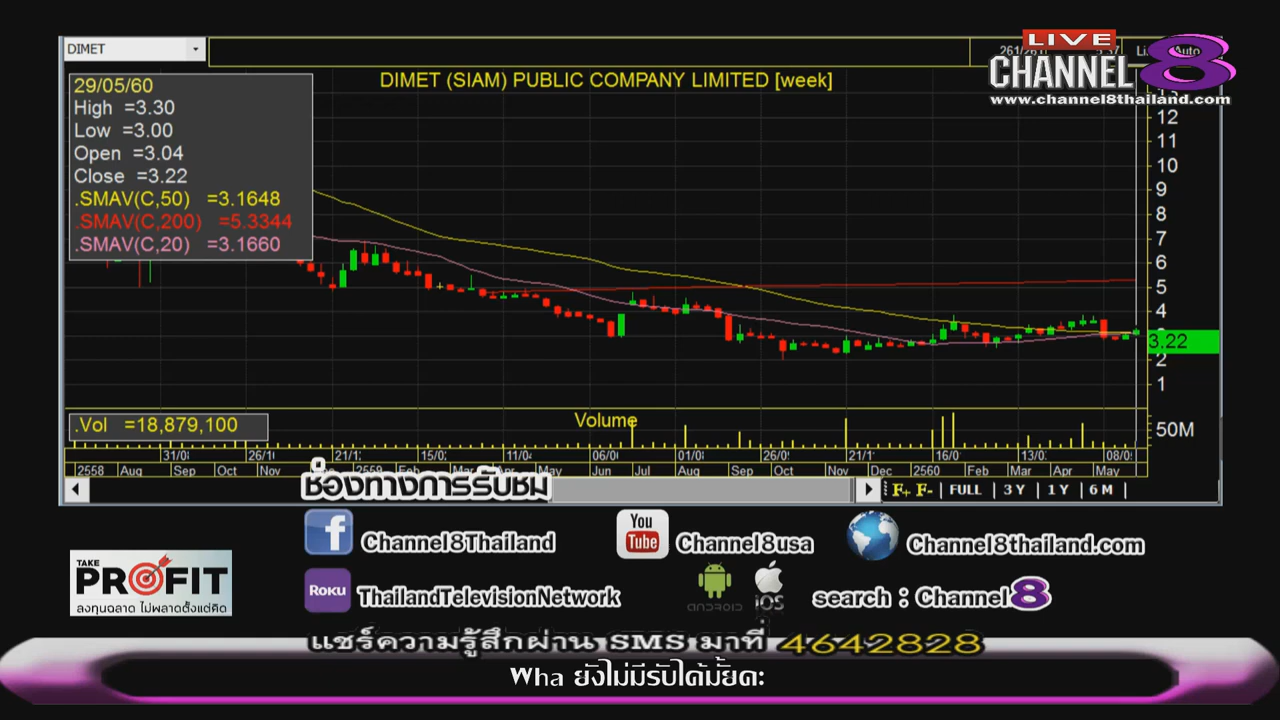 DIMET
LIVE
CHANNEL 8
www.channel8thailand.com
DIMET (SIAM) PUBLIC COMPANY LIMITED [week]
29/05/60
High =3.30
Low =3.00
Open =3.04
Close =3.22
.SMAV(C,50) =3.1648
.SMAV(C,200) =5.3344
.SMAV(C,20) =3.1660
12
11
10
9
8
7
6
5
4
3.22
2
1
.Vol =18,879,100
Volume
50M
2558 Aug Sep Oct Nov 2559 Feb Mar Apr May Jun Jul Aug Sep Oct Nov Dec 2560 Feb Mar Apr May
F+ F- FULL 3 Y 1 Y 6 M
ช่องทางการรับชม
Channel8Thailand
You Tube
Channel8usa
Channel8thailand.com
TAKE PROFIT
ลงทุนฉลาด ไม่พลาดตั้งแต่คิด
ROKU
ThailandTelevisionNetwork
ANDROID
iOS
search : Channel 8
แชร์ความรู้สึกผ่าน SMS มาที่ 4642828
Wha ยังไม่มีรับได้มั้ยคะ